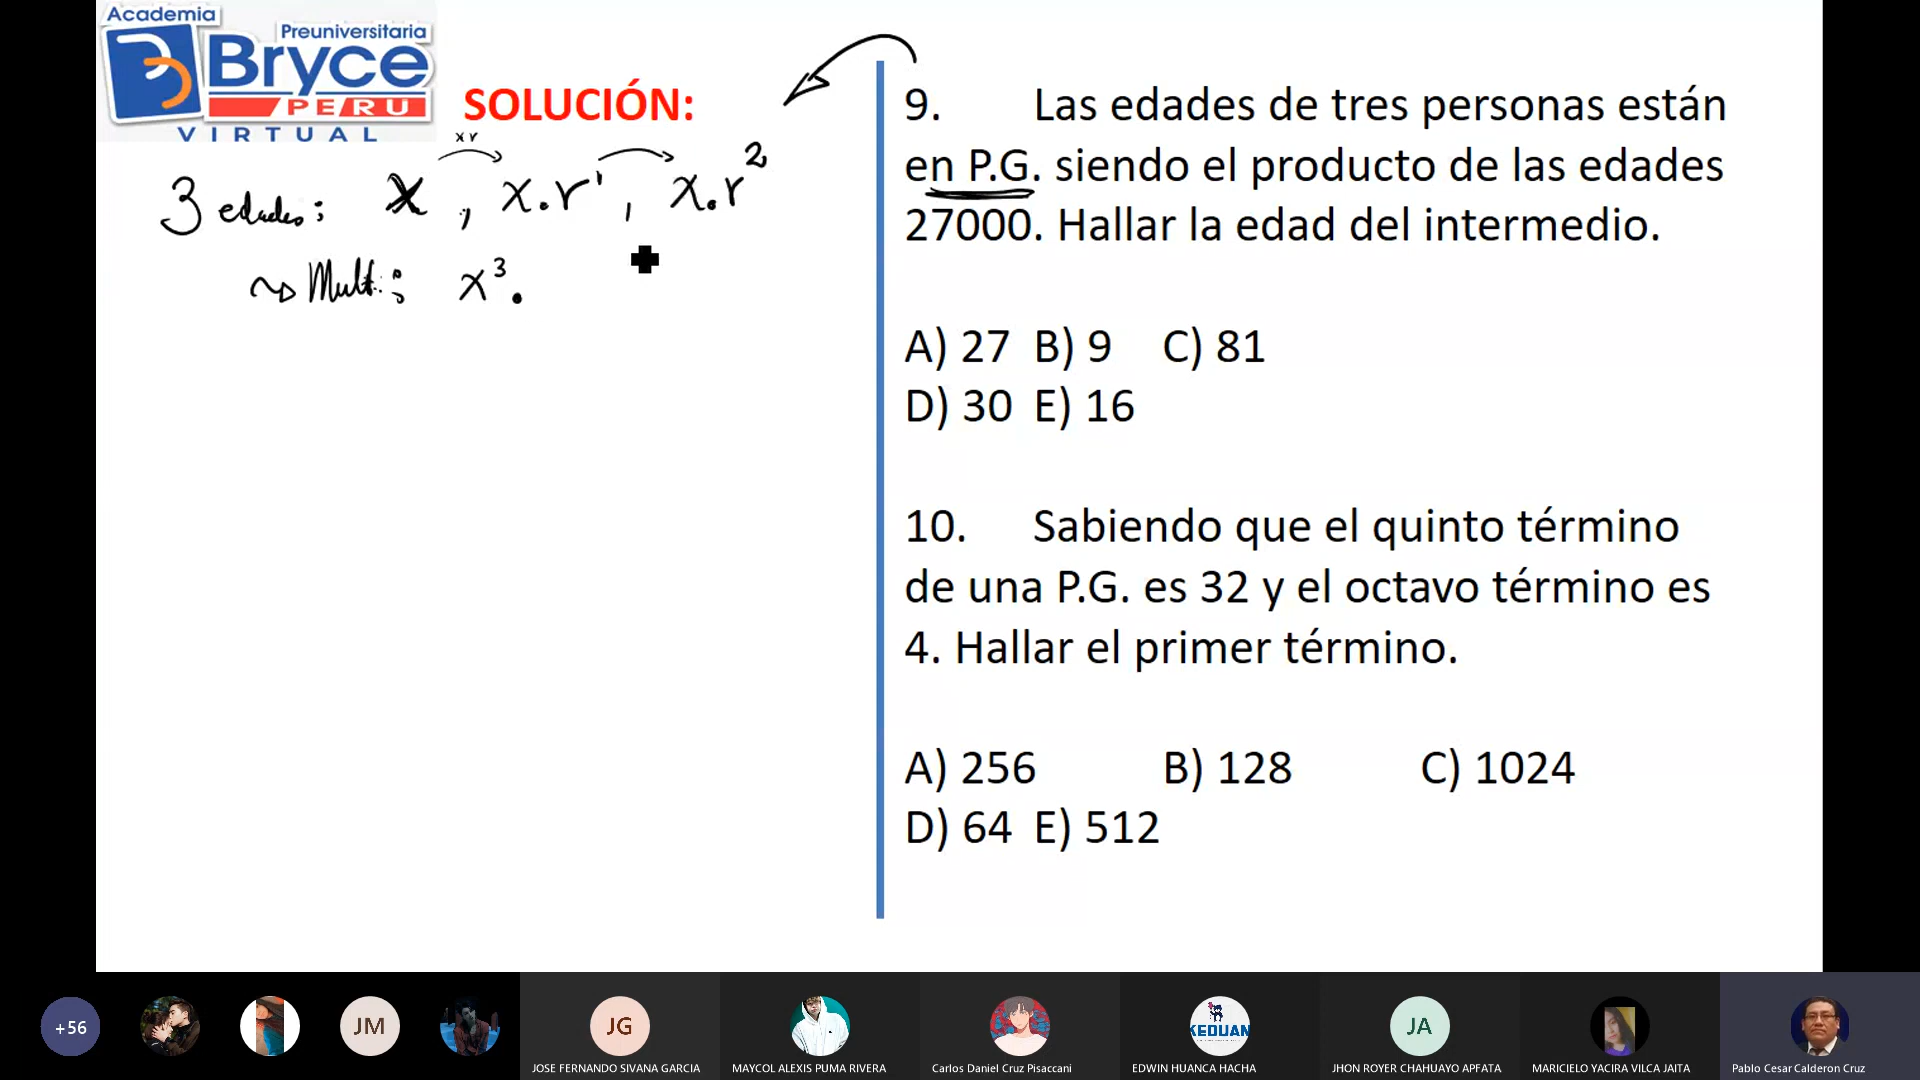 Academia
Preuniversitaria
Bryce
PERU
VIRTUAL
SOLUCIÓN:
xr
3 edades: x, x.r¹, x.r²
Mult.: x³.
9. Las edades de tres personas están
en P.G. siendo el producto de las edades
27000. Hallar la edad del intermedio.
A) 27 B) 9 C) 81
D) 30 E) 16
10. Sabiendo que el quinto término
de una P.G. es 32 y el octavo término es
4. Hallar el primer término.
A) 256 B) 128 C) 1024
D) 64 E) 512
+56
JM
JG
KEDUAN
JA
JOSE FERNANDO SIVANA GARCIA
MAYCOL ALEXIS PUMA RIVERA
Carlos Daniel Cruz Pisaccani
EDWIN HUANCA HACHA
JHON ROYER CHAHUAYO APFATA
MARICIELO YACIRA VILCA JAITA
Pablo Cesar Calderon Cruz